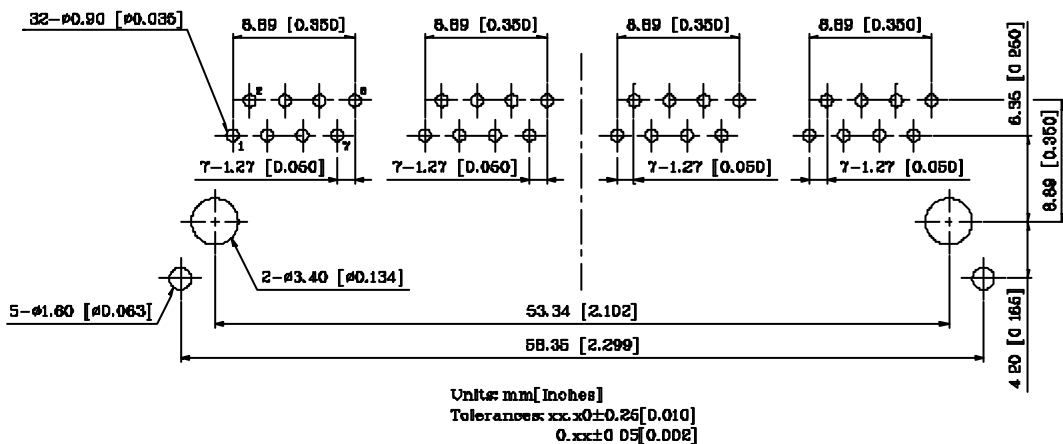 32-ø0.90 [ø0.035]
8.89 [0.350]
8.89 [0.350]
8.89 [0.350]
8.89 [0.350]
2
8
1
7
7-1.27 [0.050]
7-1.27 [0.050]
7-1.27 [0.050]
7-1.27 [0.050]
6.35 [0.250]
8.89 [0.350]
2-ø3.40 [ø0.134]
5-ø1.60 [ø0.063]
53.34 [2.102]
58.35 [2.299]
4.20 [0.165]
Units: mm[Inches]
Tolerances: xx.x0±0.25[0.010]
0.xx±0.05[0.002]